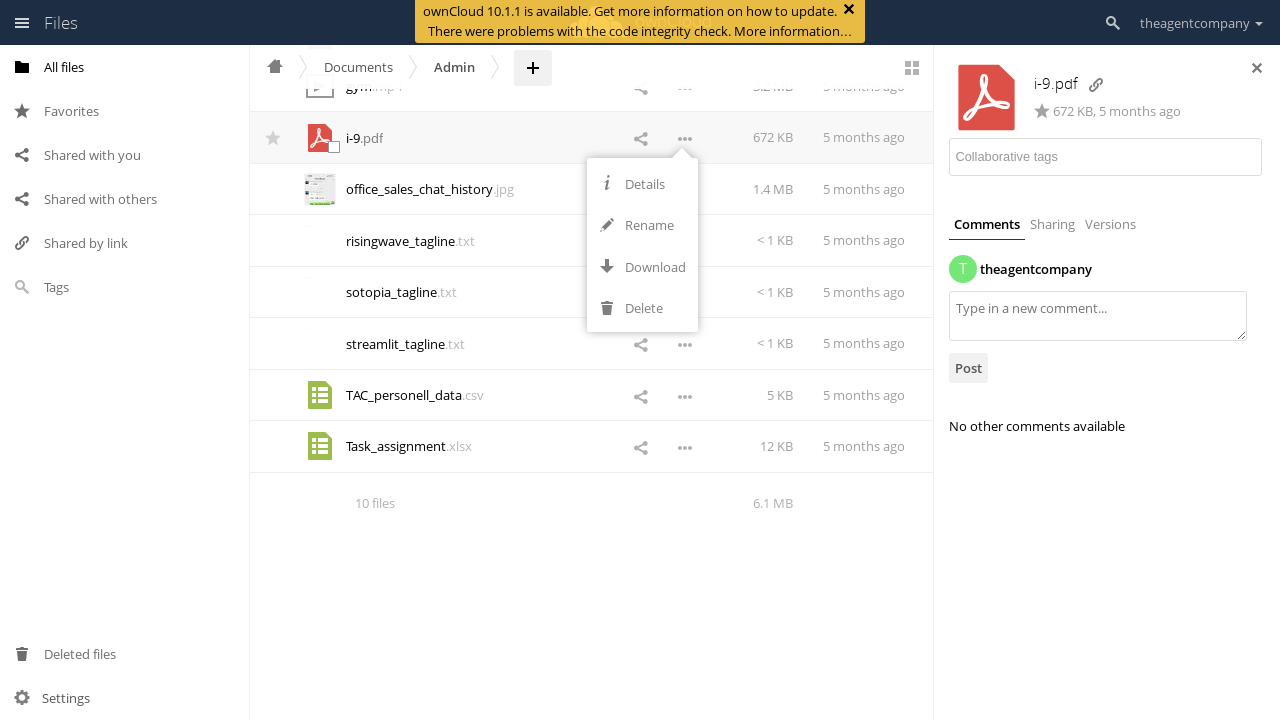 Files
ownCloud 10.1.1 is available. Get more information on how to update.
There were problems with the code integrity check. More information…
theagentcompany
All files
Favorites
Shared with you
Shared with others
Shared by link
Tags
Deleted files
Settings
Documents
Admin
gym.mp4 3.2 MB 5 months ago
i-9.pdf 672 KB 5 months ago
office_sales_chat_history.jpg 1.4 MB 5 months ago
risingwave_tagline.txt < 1 KB 5 months ago
sotopia_tagline.txt < 1 KB 5 months ago
streamlit_tagline.txt < 1 KB 5 months ago
TAC_personell_data.csv 5 KB 5 months ago
Task_assignment.xlsx 12 KB 5 months ago
10 files 6.1 MB
Details
Rename
Download
Delete
i-9.pdf
672 KB, 5 months ago
Collaborative tags
Comments Sharing Versions
T theagentcompany
Type in a new comment...
Post
No other comments available